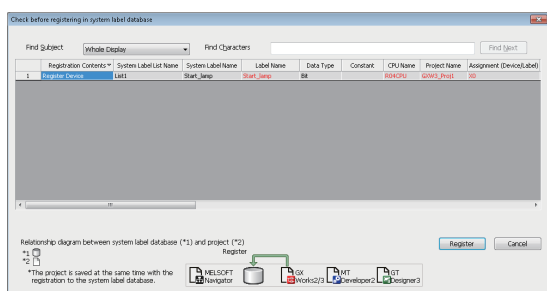 Check before registering in system label database
Find Subject Whole Display Find Characters Find Next
Registration Contents System Label List Name System Label Name Label Name Data Type Constant CPU Name Project Name Assignment (Device/Label)
1 Register Device List1 Start_lamp Start_lamp Bit R04CPU GXW3_Proj1 X0
Relationship diagram between system label database (*1) and project (*2)
Register Cancel
*1
*2
Register
*The project is saved at the same time with the
registration to the system label database.
MELSOFT
Navigator
GX
Works2/3
MT
Developer2
GT
Designer3